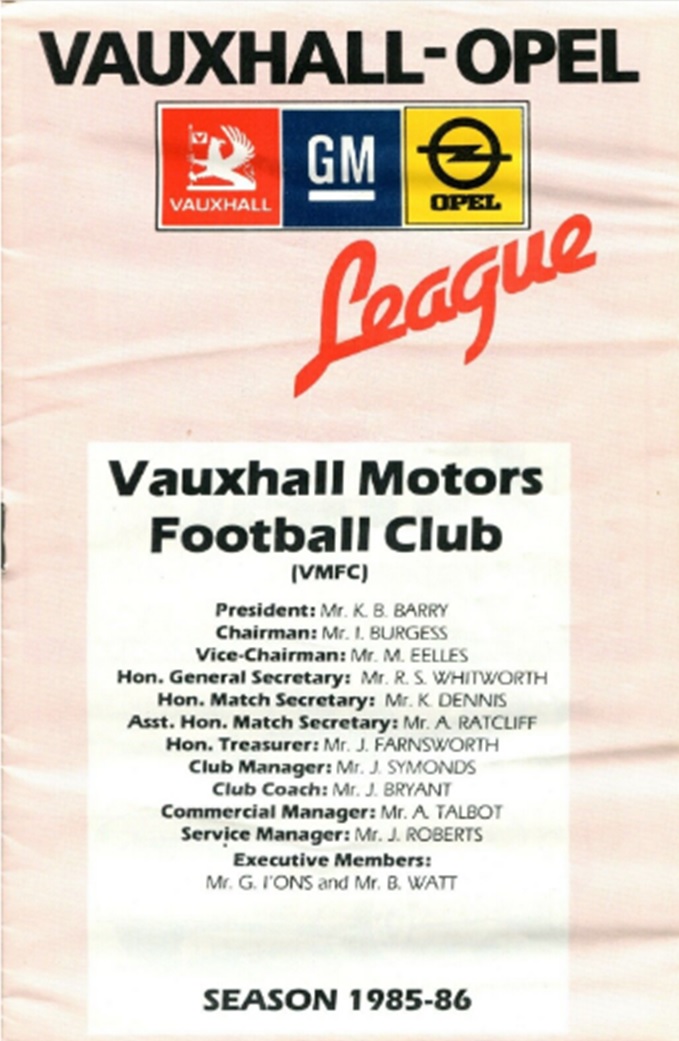 VAUXHALL-OPEL
V
VAUXHALL
GM
OPEL
League
Vauxhall Motors
Football Club
(VMFC)
President: Mr. K. B. BARRY
Chairman: Mr. I. BURGESS
Vice-Chairman: Mr. M. EELLES
Hon. General Secretary: Mr. R. S. WHITWORTH
Hon. Match Secretary: Mr. K. DENNIS
Asst. Hon. Match Secretary: Mr. A. RATCLIFF
Hon. Treasurer: Mr. J. FARNSWORTH
Club Manager: Mr. J. SYMONDS
Club Coach: Mr. J. BRYANT
Commercial Manager: Mr. A. TALBOT
Service Manager: Mr. J. ROBERTS
Executive Members:
Mr. G. I'ONS and Mr. B. WATT
SEASON 1985-86